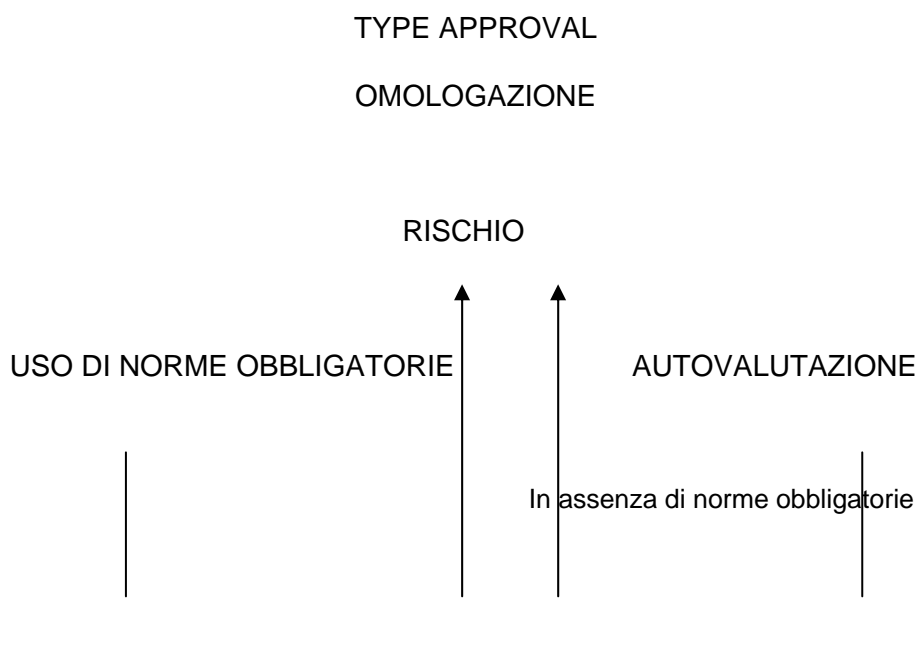 TYPE APPROVAL
OMOLOGAZIONE
RISCHIO
USO DI NORME OBBLIGATORIE
AUTOVALUTAZIONE
In assenza di norme obbligatorie